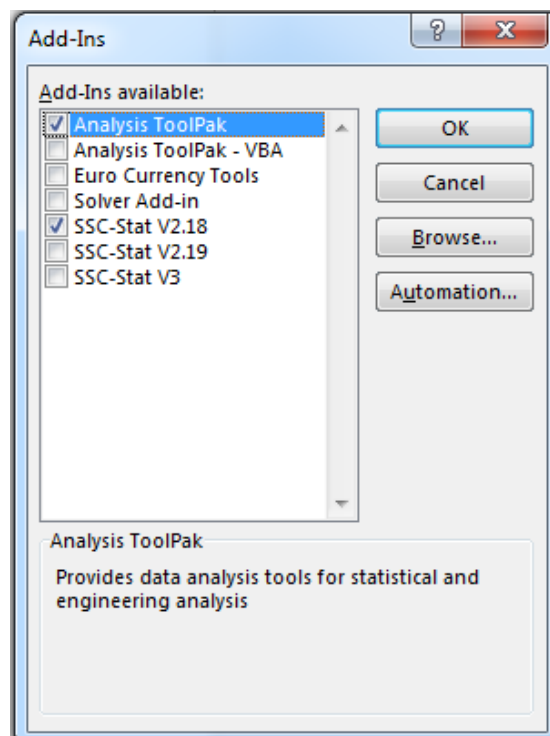 Add-Ins
Add-Ins available:
Analysis ToolPak
Analysis ToolPak - VBA
Euro Currency Tools
Solver Add-in
SSC-Stat V2.18
SSC-Stat V2.19
SSC-Stat V3
OK
Cancel
Browse...
Automation...
Analysis ToolPak
Provides data analysis tools for statistical and
engineering analysis